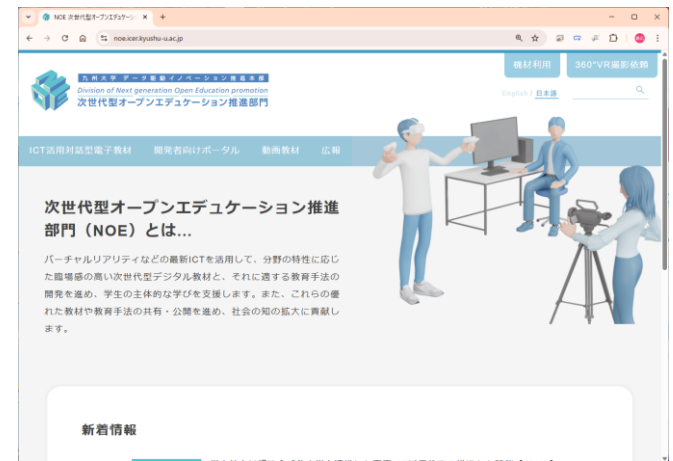 NOE 次世代型オープンエデュケーショ
noe.icer.kyushu-u.ac.jp
機材利用
360°VR撮影依頼
九州大学 データ駆動イノベーション推進本部
Division of Next generation Open Education promotion
次世代型オープンエデュケーション推進部門
English / 日本語
ICT活用対話型電子教材 開発者向けポータル 動画教材 広報
次世代型オープンエデュケーション推進
部門（NOE）とは...
バーチャルリアリティなどの最新ICTを活用して、分野の特性に応じ
た臨場感の高い次世代型デジタル教材と、それに適する教育手法の
開発を進め、学生の主体的な学びを支援します。また、これらの優
れた教材や教育手法の共有・公開を進め、社会の知の拡大に貢献し
ます。
新着情報